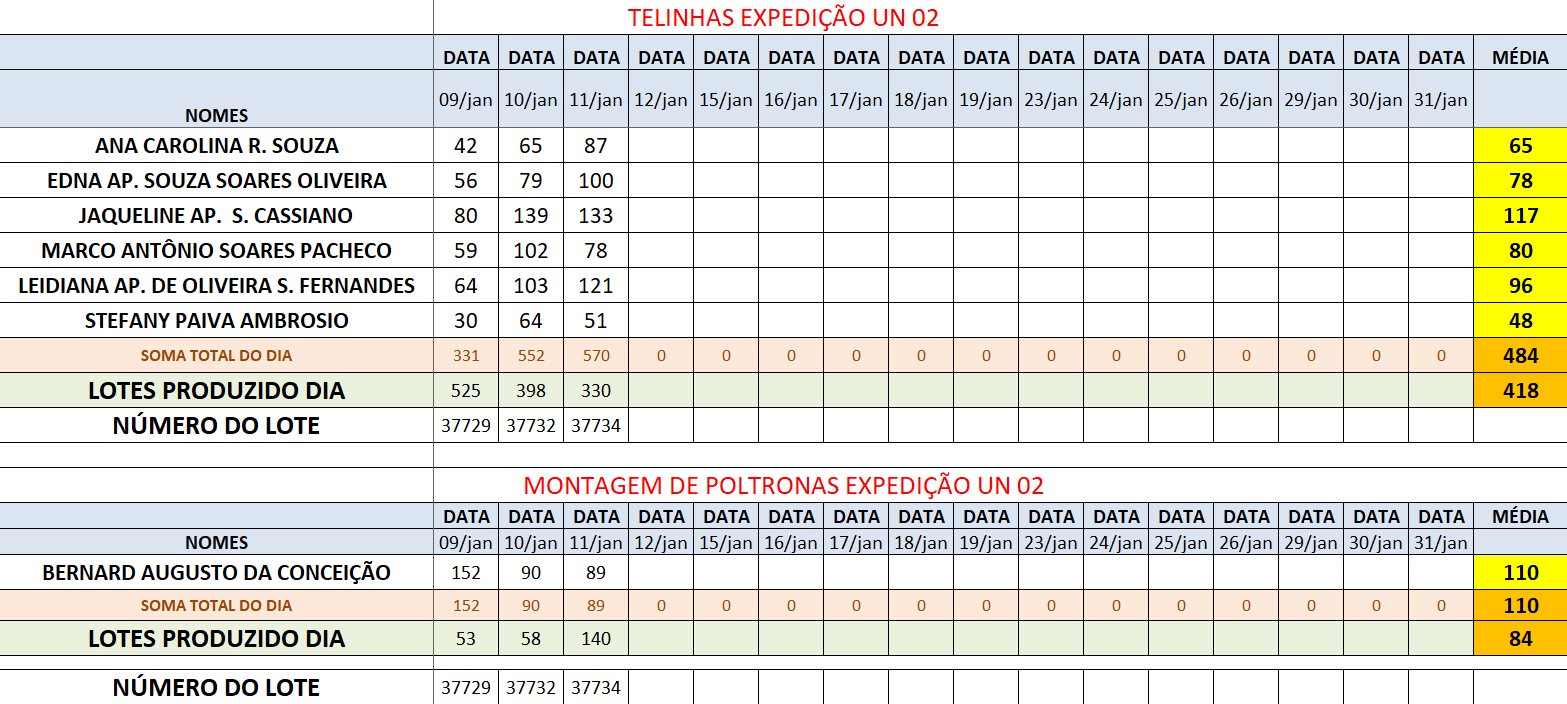 TELINHAS EXPEDIÇÃO UN 02
DATA DATA DATA DATA DATA DATA DATA DATA DATA DATA DATA DATA DATA DATA DATA DATA MÉDIA
NOMES 09/jan 10/jan 11/jan 12/jan 15/jan 16/jan 17/jan 18/jan 19/jan 23/jan 24/jan 25/jan 26/jan 29/jan 30/jan 31/jan
ANA CAROLINA R. SOUZA 42 65 87 65
EDNA AP. SOUZA SOARES OLIVEIRA 56 79 100 78
JAQUELINE AP. S. CASSIANO 80 139 133 117
MARCO ANTÔNIO SOARES PACHECO 59 102 78 80
LEIDIANA AP. DE OLIVEIRA S. FERNANDES 64 103 121 96
STEFANY PAIVA AMBROSIO 30 64 51 48
SOMA TOTAL DO DIA 331 552 570 0 0 0 0 0 0 0 0 0 0 0 0 0 484
LOTES PRODUZIDO DIA 525 398 330 418
NÚMERO DO LOTE 37729 37732 37734
MONTAGEM DE POLTRONAS EXPEDIÇÃO UN 02
DATA DATA DATA DATA DATA DATA DATA DATA DATA DATA DATA DATA DATA DATA DATA DATA MÉDIA
NOMES 09/jan 10/jan 11/jan 12/jan 15/jan 16/jan 17/jan 18/jan 19/jan 23/jan 24/jan 25/jan 26/jan 29/jan 30/jan 31/jan
BERNARD AUGUSTO DA CONCEIÇÃO 152 90 89 110
SOMA TOTAL DO DIA 152 90 89 0 0 0 0 0 0 0 0 0 0 0 0 0 110
LOTES PRODUZIDO DIA 53 58 140 84
NÚMERO DO LOTE 37729 37732 37734